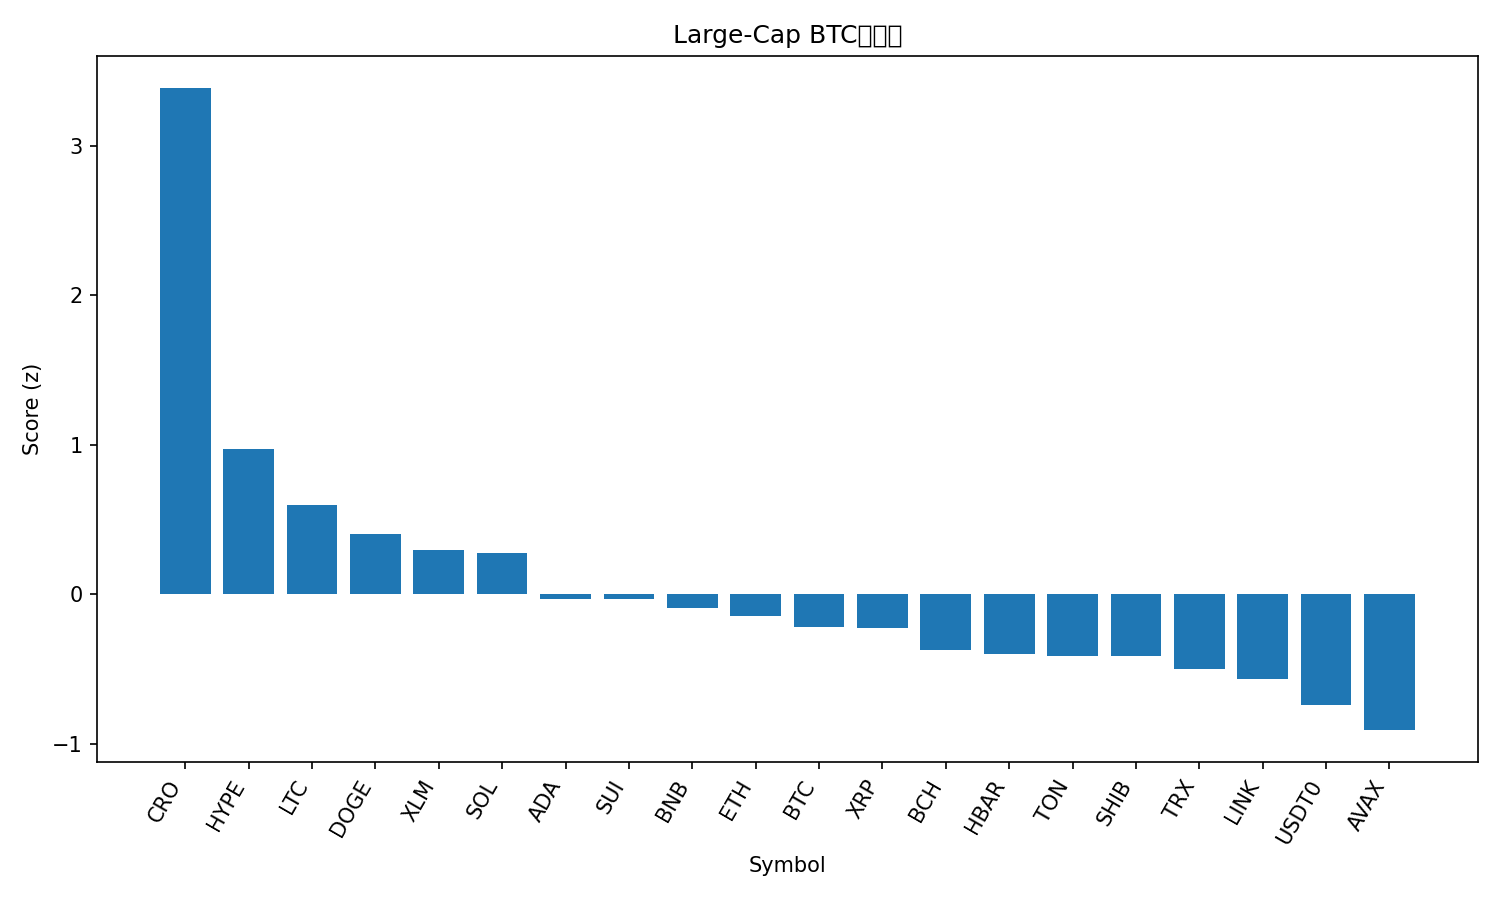 Large-Cap BTC
Score (z)
3
2
1
0
−1
CRO
HYPE
LTC
DOGE
XLM
SOL
ADA
SUI
BNB
ETH
BTC
XRP
BCH
HBAR
TON
SHIB
TRX
LINK
USDT0
AVAX
Symbol